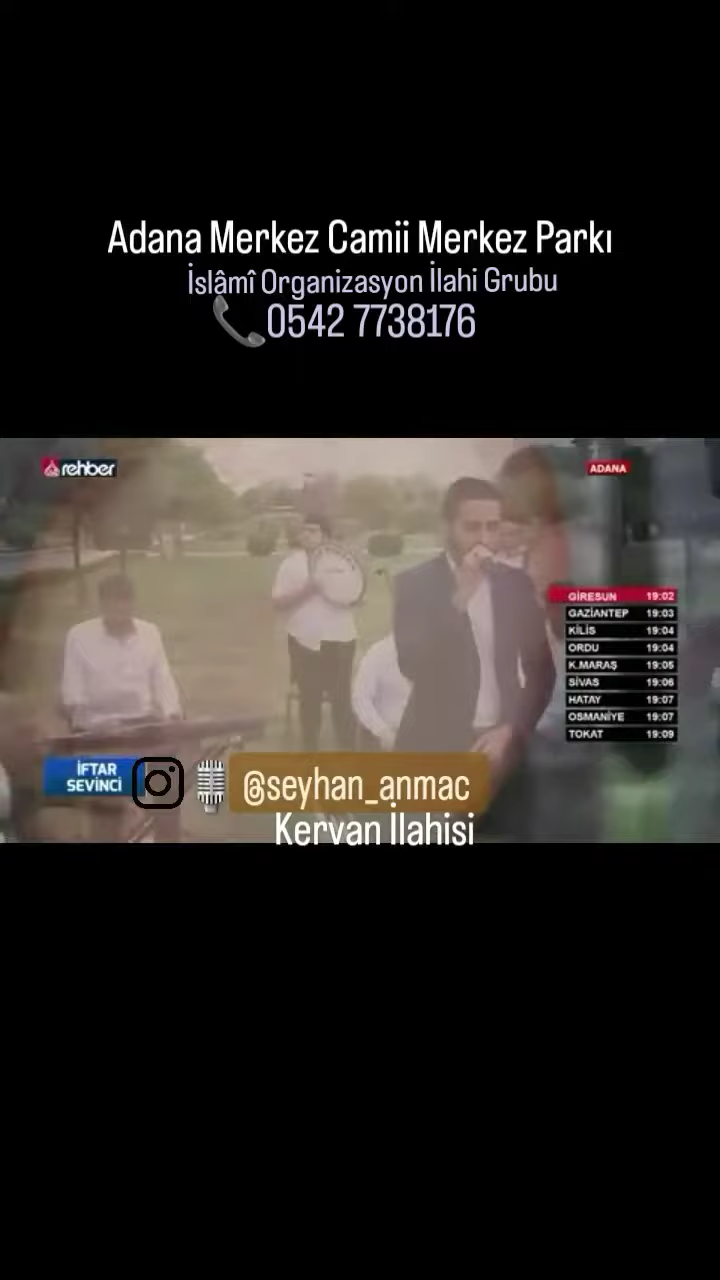 Adana Merkez Camii Merkez Parkı
İslâmî Organizasyon İlahi Grubu
0542 7738176
rehber
ADANA
GİRESUN 19:02
GAZİANTEP 19:03
KİLİS 19:04
ORDU 19:04
K.MARAŞ 19:05
SİVAS 19:06
HATAY 19:07
OSMANİYE 19:07
TOKAT 19:09
İFTAR
SEVİNCİ
@seyhan_anmac
Kervan İlahisi